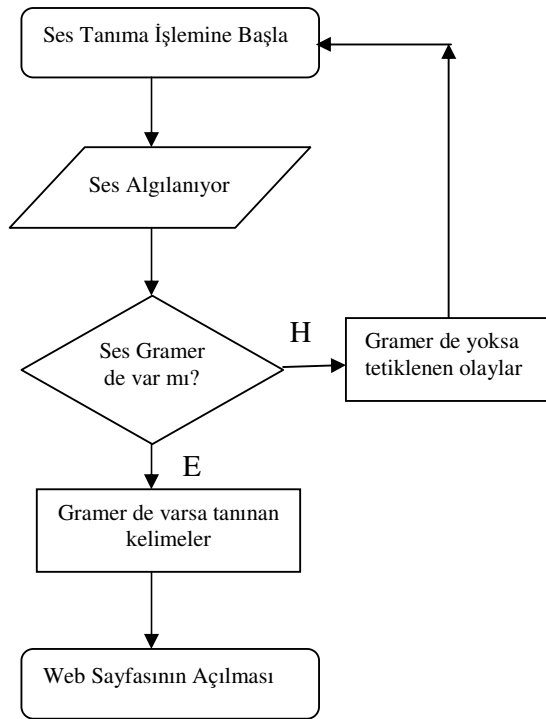 Ses Tanıma İşlemine Başla
Ses Algılanıyor
Ses Gramer
de var mı?
H
Gramer de yoksa
tetiklenen olaylar
E
Gramer de varsa tanınan
kelimeler
Web Sayfasının Açılması